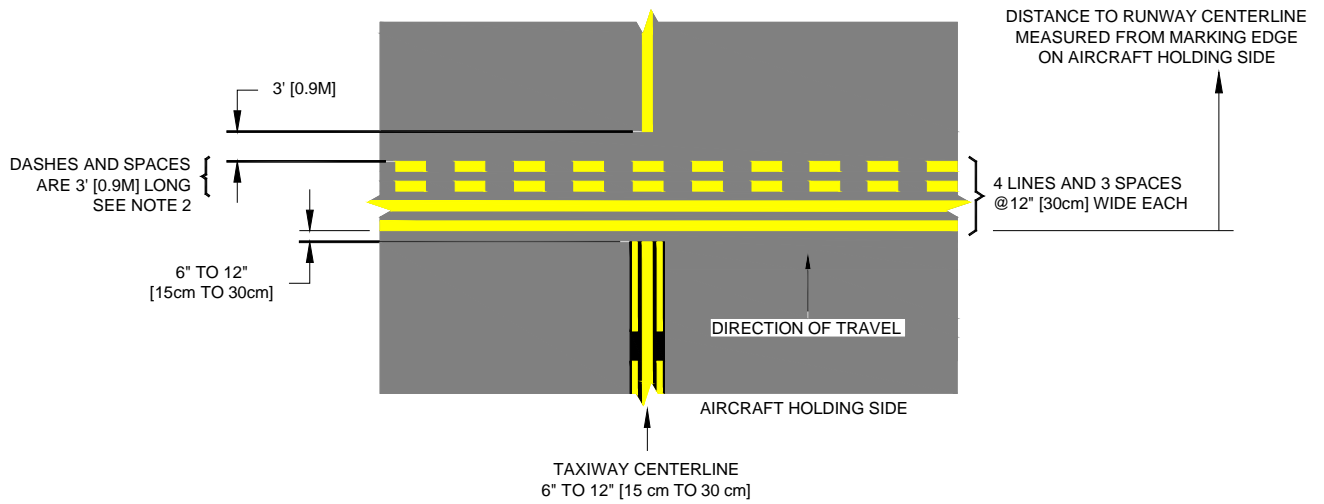 DISTANCE TO RUNWAY CENTERLINE
MEASURED FROM MARKING EDGE
ON AIRCRAFT HOLDING SIDE
3' [0.9M]
DASHES AND SPACES
ARE 3' [0.9M] LONG
SEE NOTE 2
4 LINES AND 3 SPACES
@12" [30cm] WIDE EACH
6" TO 12"
[15cm TO 30cm]
DIRECTION OF TRAVEL
AIRCRAFT HOLDING SIDE
TAXIWAY CENTERLINE
6" TO 12" [15 cm TO 30 cm]